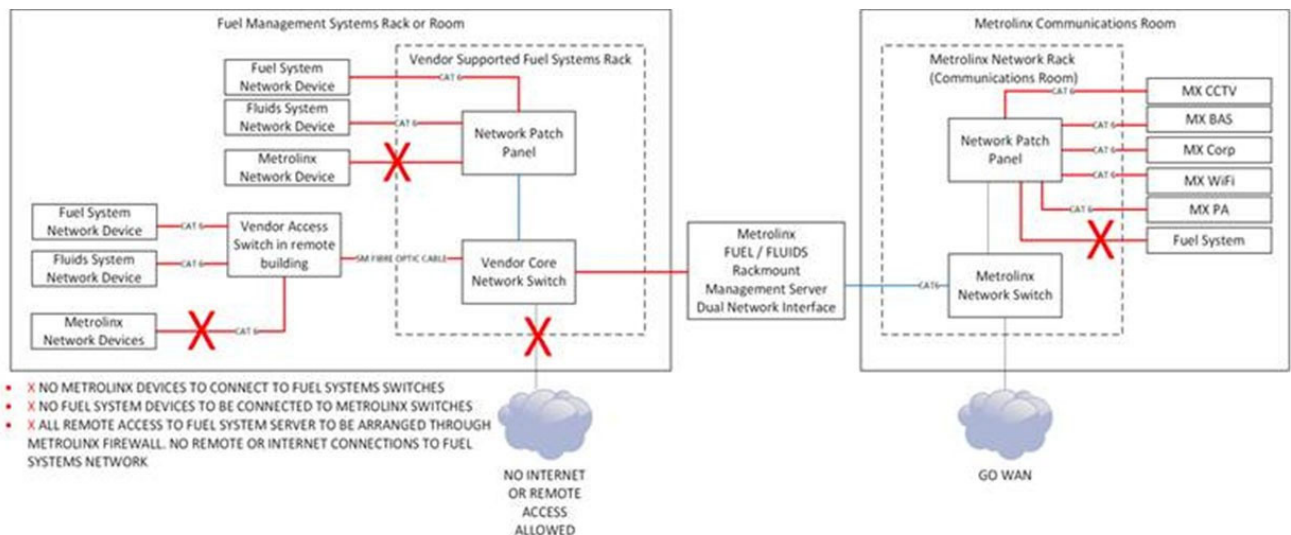 Fuel Management Systems Rack or Room
Vendor Supported Fuel Systems Rack
Fuel System
Network Device
CAT 6
Fluids System
Network Device
CAT 6
Metrolinx
Network Device
Network Patch
Panel
Fuel System
Network Device
CAT 6
Fluids System
Network Device
CAT 6
Metrolinx
Network Devices
CAT 6
Vendor Access
Switch in remote
building
SM FIBRE OPTIC CABLE
Vendor Core
Network Switch
Metrolinx
FUEL / FLUIDS
Rackmount
Management Server
Dual Network Interface
Metrolinx Communications Room
Metrolinx Network Rack
(Communications Room)
CAT 6
MX CCTV
CAT 6
MX BAS
CAT 6
MX Corp
CAT 6
MX WiFi
CAT 6
MX PA
Fuel System
Network Patch
Panel
CAT6
Metrolinx
Network Switch
X NO METROLINX DEVICES TO CONNECT TO FUEL SYSTEMS SWITCHES
X NO FUEL SYSTEM DEVICES TO BE CONNECTED TO METROLINX SWITCHES
X ALL REMOTE ACCESS TO FUEL SYSTEM SERVER TO BE ARRANGED THROUGH
METROLINX FIREWALL. NO REMOTE OR INTERNET CONNECTIONS TO FUEL
SYSTEMS NETWORK
NO INTERNET
OR REMOTE
ACCESS
ALLOWED
GO WAN